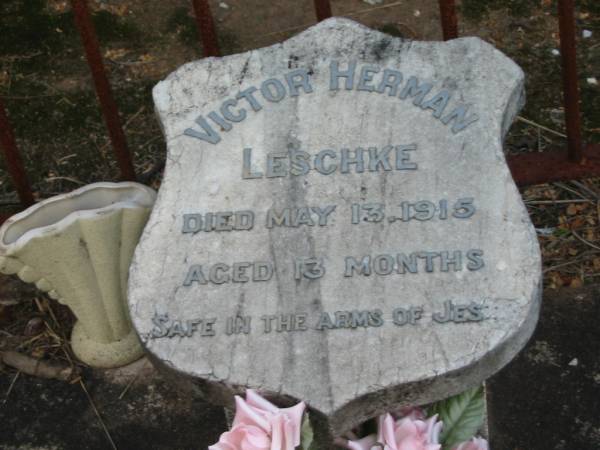 Victor Herman
Leschke
Died May 13, 1915
Aged 13 months
Safe in the arms of Jes